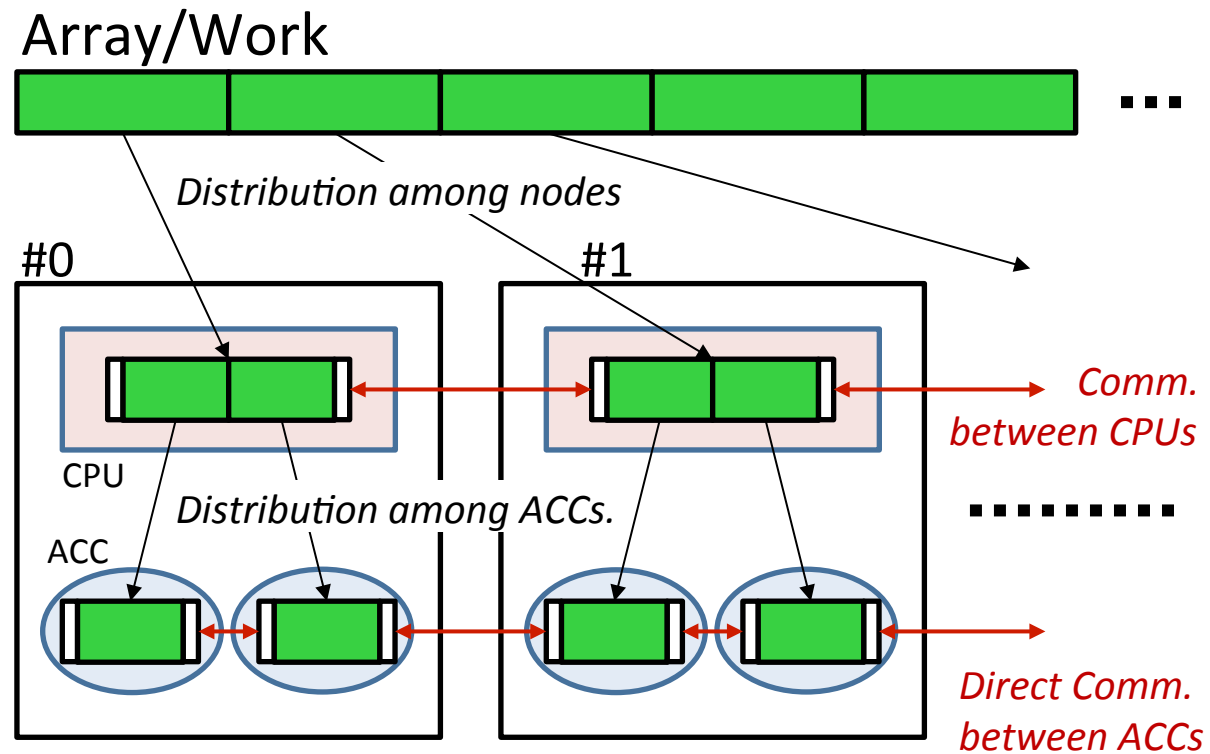 Array/Work
Distribution among nodes
#0
#1
Comm.
between CPUs
CPU
Distribution among ACCs.
ACC
Direct Comm.
between ACCs